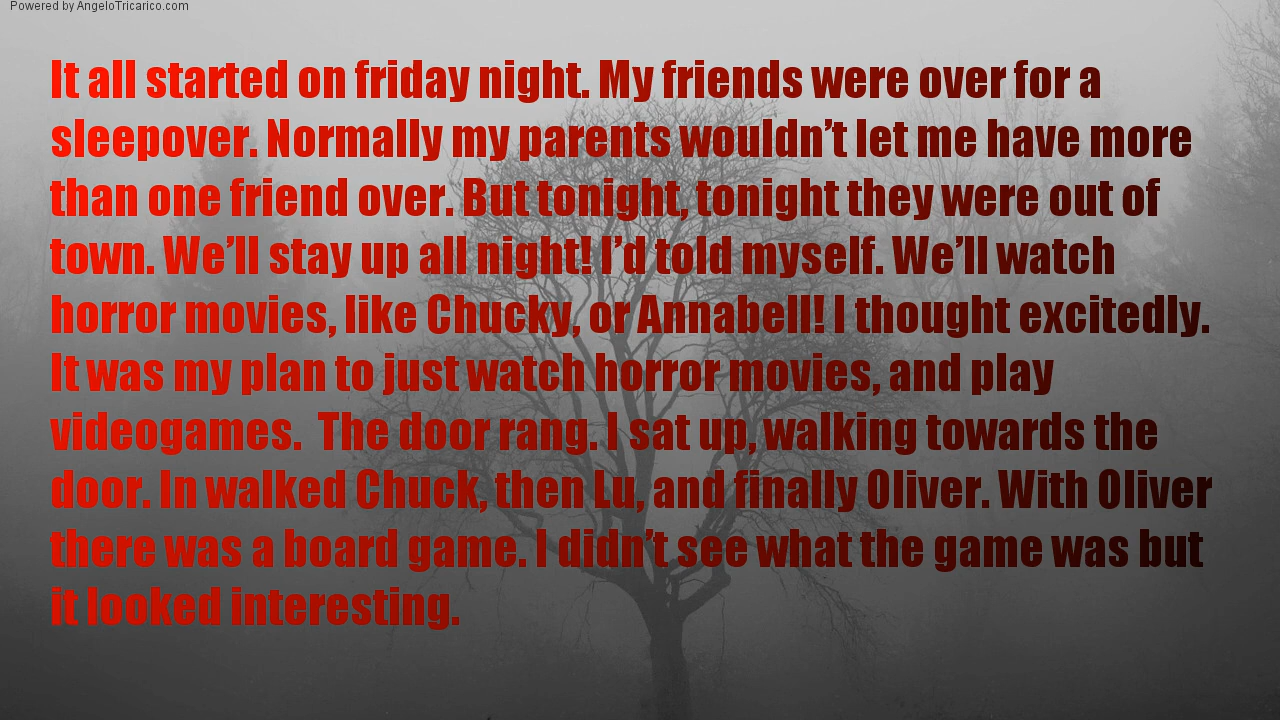 Powered by AngeloTricarico.com
It all started on friday night. My friends were over for a
sleepover. Normally my parents wouldn’t let me have more
than one friend over. But tonight, tonight they were out of
town. We’ll stay up all night! I’d told myself. We’ll watch
horror movies, like Chucky, or Annabell! I thought excitedly.
It was my plan to just watch horror movies, and play
videogames.  The door rang. I sat up, walking towards the
door. In walked Chuck, then Lu, and finally Oliver. With Oliver
there was a board game. I didn’t see what the game was but
it looked interesting.